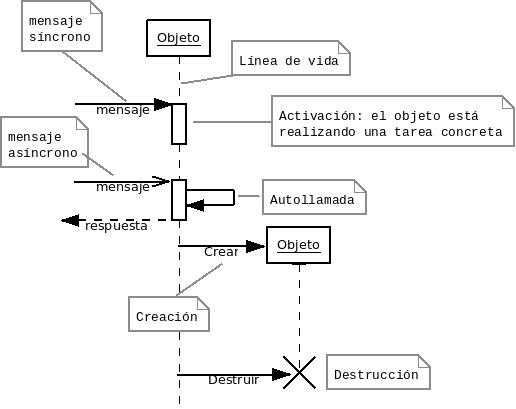 mensaje
síncrono
Objeto
Línea de vida
mensaje
Activación: el objeto está
realizando una tarea concreta
mensaje
asíncrono
mensaje
Autollamada
respuesta
Crear
Objeto
Creación
Destruir
Destrucción